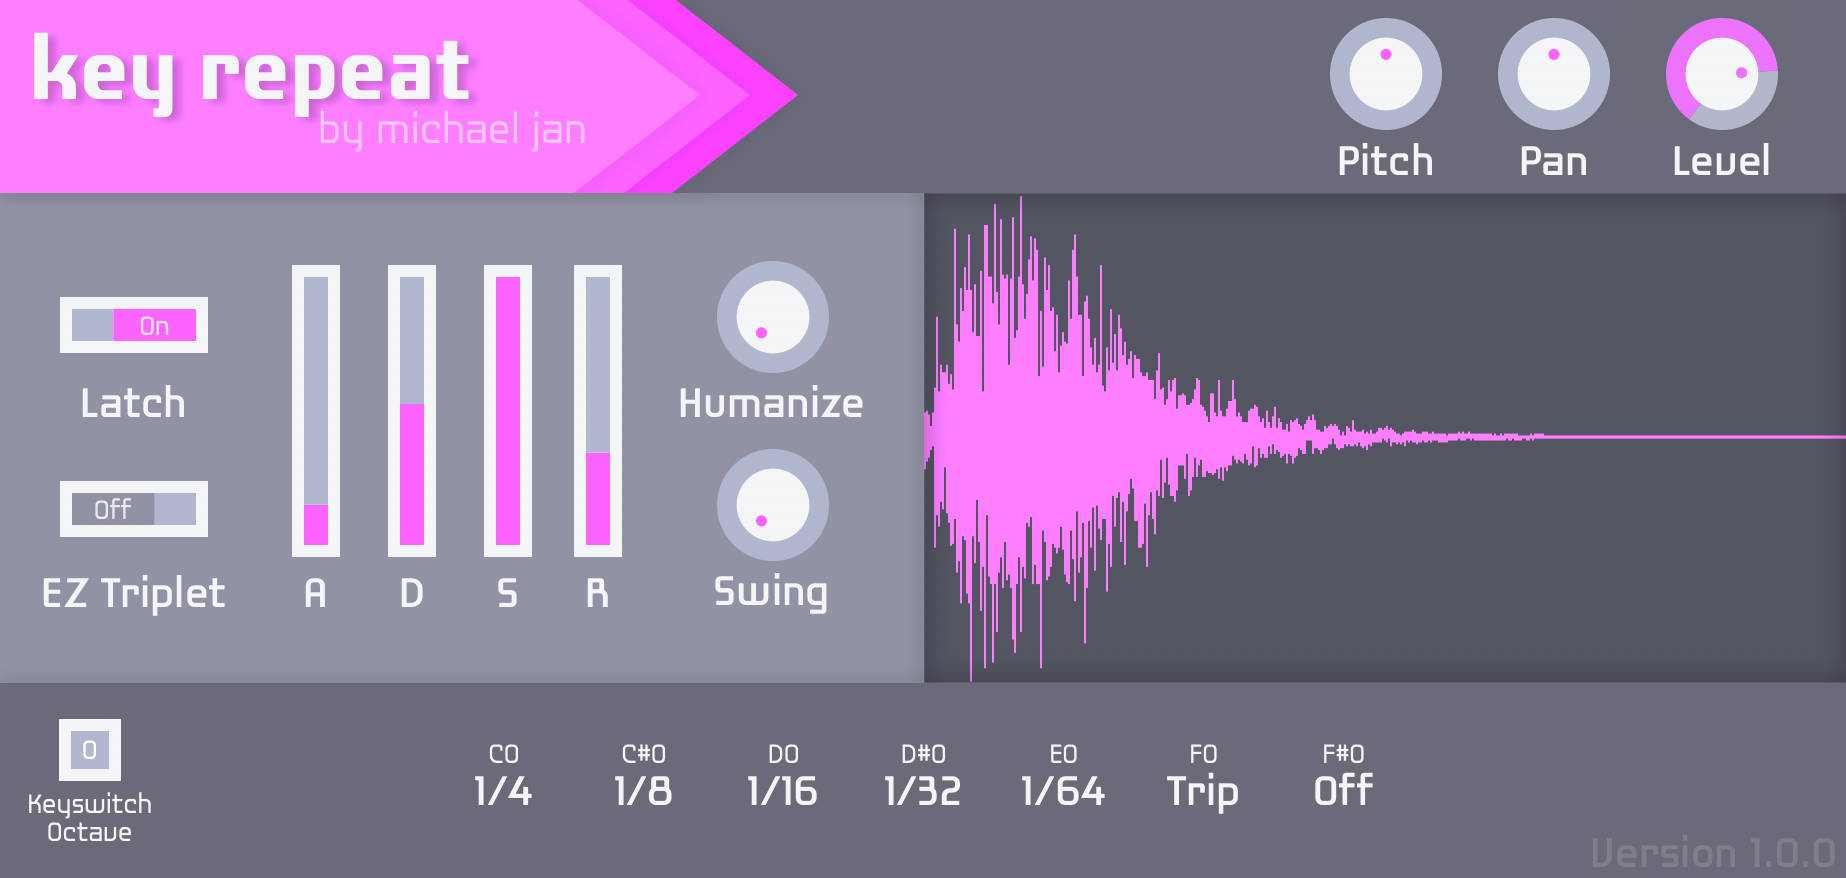 key repeat
by michael jan
Pitch
Pan
Level
On
Latch
Off
EZ Triplet
A
D
S
R
Humanize
Swing
0
Keyswitch
Octave
C0
1/4
C#0
1/8
D0
1/16
D#0
1/32
E0
1/64
F0
Trip
F#0
Off
Version 1.0.0